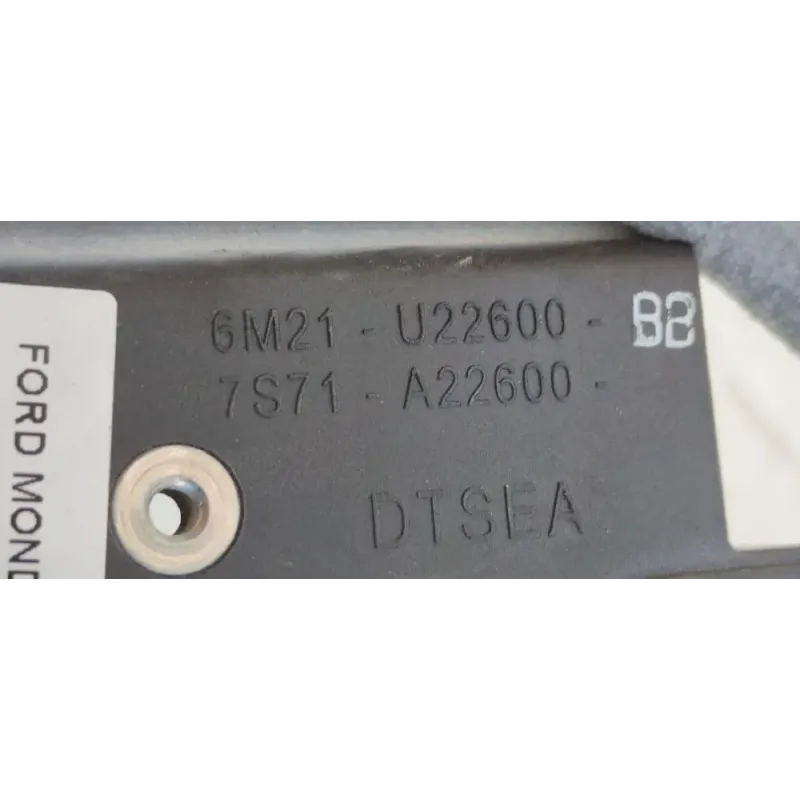 6M21 - U22600 - B2
7S71 - A22600 -
DTSEA
FORD MOND